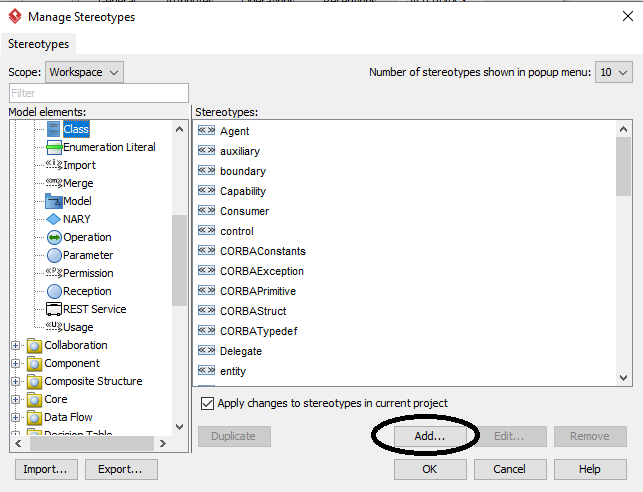 Manage Stereotypes
Stereotypes
Scope: Workspace Number of stereotypes shown in popup menu: 10
Filter
Model elements: Stereotypes:
Class
Enumeration Literal
«i»Import
«m»Merge
Model
NARY
Operation
Parameter
«P»Permission
Reception
REST Service
«U»Usage
Collaboration
Component
Composite Structure
Core
Data Flow
Decision Table
Agent
auxiliary
boundary
Capability
Consumer
control
CORBAConstants
CORBAException
CORBAPrimitive
CORBAStruct
CORBATypedef
Delegate
entity
Apply changes to stereotypes in current project
Duplicate Add... Edit... Remove
Import... Export... OK Cancel Help